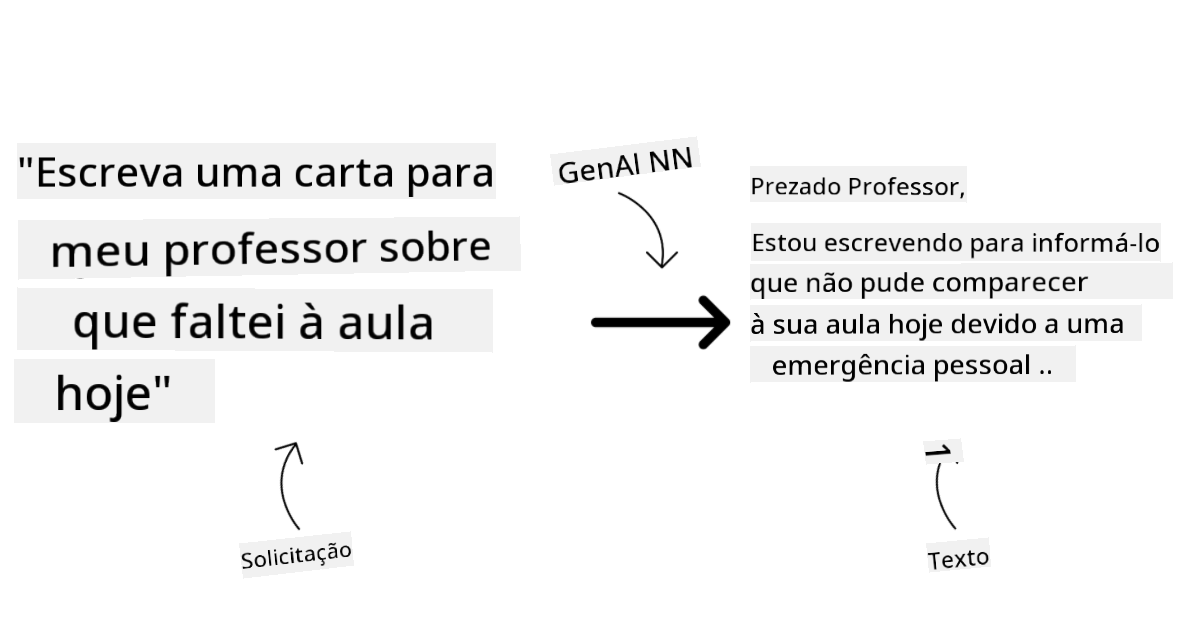 "Escreva uma carta para
meu professor sobre
que faltei à aula
hoje"
Solicitação
GenAI NN
Prezado Professor,
Estou escrevendo para informá-lo
que não pude comparecer
à sua aula hoje devido a uma
emergência pessoal ..
Texto